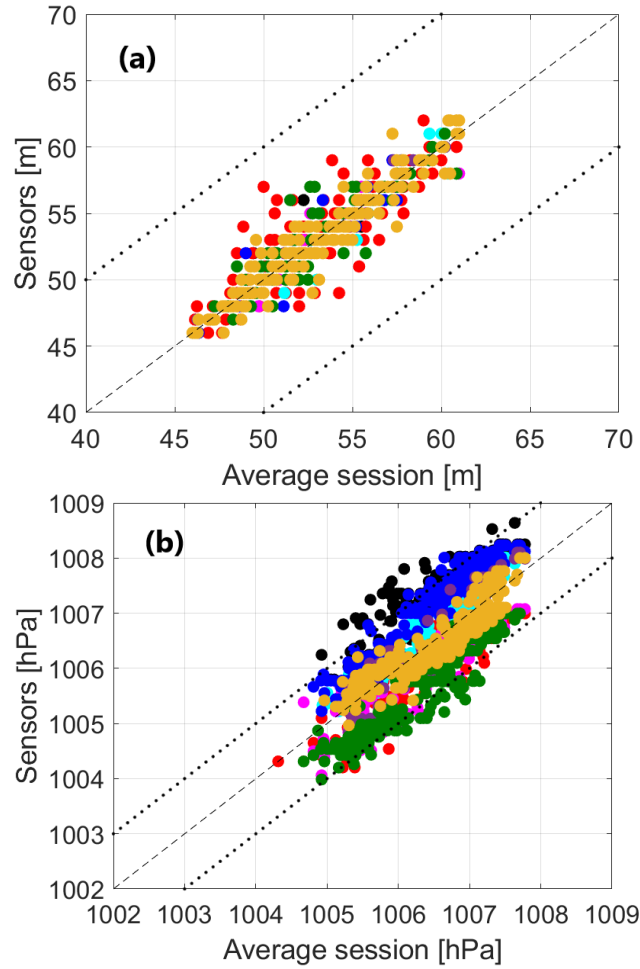 70
(a)
65
60
55
50
45
40
Sensors [m]
40 45 50 55 60 65 70
Average session [m]
1009
(b)
1008
1007
1006
1005
1004
1003
1002
Sensors [hPa]
1002 1003 1004 1005 1006 1007 1008 1009
Average session [hPa]